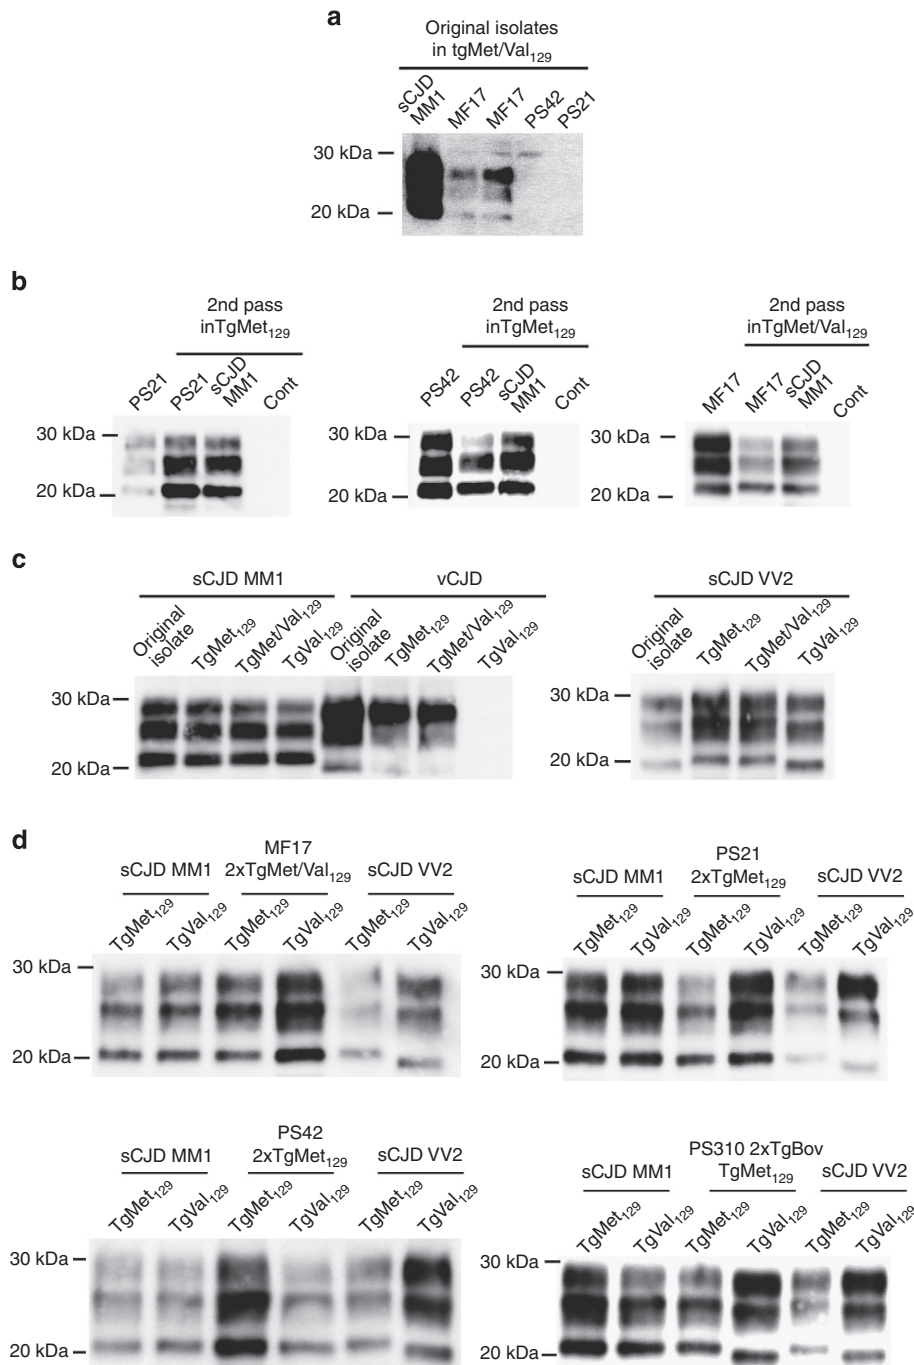 a
Original isolates
in tgMet/Val129
sCJD MM1 MF17 MF17 PS42 PS21
30 kDa
20 kDa
b
2nd pass
inTgMet129
PS21 PS21 sCJD MM1 Cont
30 kDa
20 kDa
2nd pass
inTgMet129
PS42 PS42 sCJD MM1 Cont
30 kDa
20 kDa
2nd pass
inTgMet/Val129
MF17 MF17 sCJD MM1 Cont
30 kDa
20 kDa
c
sCJD MM1 vCJD
Original isolate TgMet129 TgMet/Val129 TgVal129 Original isolate TgMet129 TgMet/Val129 TgVal129
30 kDa
20 kDa
sCJD VV2
Original isolate TgMet129 TgMet/Val129 TgVal129
30 kDa
20 kDa
d
MF17
sCJD MM1 2xTgMet/Val129 sCJD VV2
TgMet129 TgVal129 TgMet129 TgVal129 TgMet129 TgVal129
30 kDa
20 kDa
PS21
sCJD MM1 2xTgMet129 sCJD VV2
TgMet129 TgVal129 TgMet129 TgVal129 TgMet129 TgVal129
30 kDa
20 kDa
PS42
sCJD MM1 2xTgMet129 sCJD VV2
TgMet129 TgVal129 TgMet129 TgVal129 TgMet129 TgVal129
30 kDa
20 kDa
PS310 2xTgBov
sCJD MM1 TgMet129 sCJD VV2
TgMet129 TgVal129 TgMet129 TgVal129 TgMet129 TgVal129
30 kDa
20 kDa